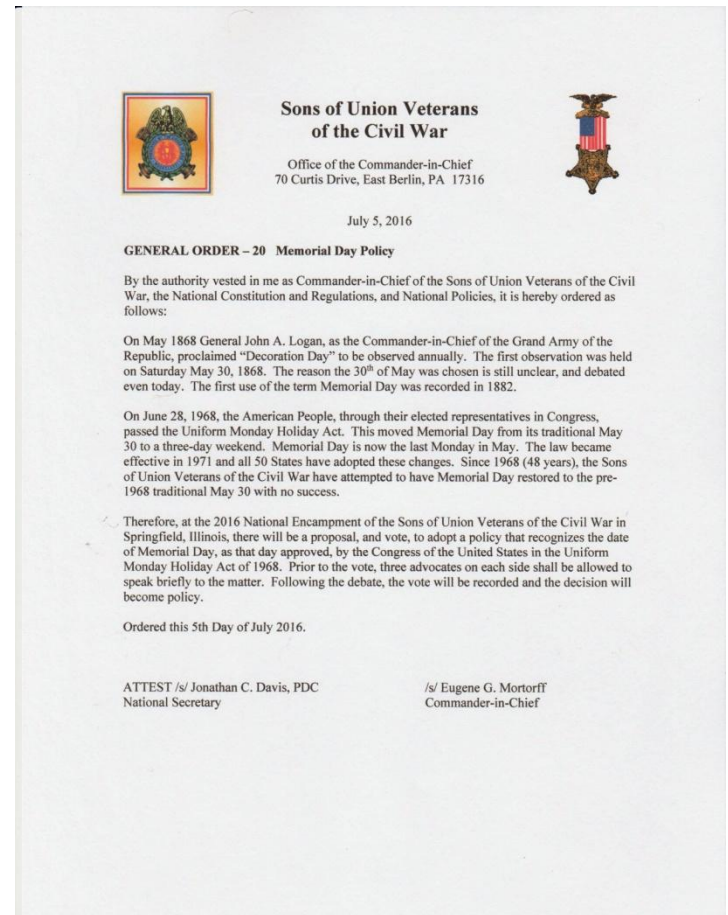 Sons of Union Veterans
of the Civil War
Office of the Commander-in-Chief
70 Curtis Drive, East Berlin, PA 17316
July 5, 2016
GENERAL ORDER – 20 Memorial Day Policy
By the authority vested in me as Commander-in-Chief of the Sons of Union Veterans of the Civil
War, the National Constitution and Regulations, and National Policies, it is hereby ordered as
follows:
On May 1868 General John A. Logan, as the Commander-in-Chief of the Grand Army of the
Republic, proclaimed “Decoration Day” to be observed annually. The first observation was held
on Saturday May 30, 1868. The reason the 30th of May was chosen is still unclear, and debated
even today. The first use of the term Memorial Day was recorded in 1882.
On June 28, 1968, the American People, through their elected representatives in Congress,
passed the Uniform Monday Holiday Act. This moved Memorial Day from its traditional May
30 to a three-day weekend. Memorial Day is now the last Monday in May. The law became
effective in 1971 and all 50 States have adopted these changes. Since 1968 (48 years), the Sons
of Union Veterans of the Civil War have attempted to have Memorial Day restored to the pre-
1968 traditional May 30 with no success.
Therefore, at the 2016 National Encampment of the Sons of Union Veterans of the Civil War in
Springfield, Illinois, there will be a proposal, and vote, to adopt a policy that recognizes the date
of Memorial Day, as that day approved, by the Congress of the United States in the Uniform
Monday Holiday Act of 1968. Prior to the vote, three advocates on each side shall be allowed to
speak briefly to the matter. Following the debate, the vote will be recorded and the decision will
become policy.
Ordered this 5th Day of July 2016.
ATTEST /s/ Jonathan C. Davis, PDC /s/ Eugene G. Mortorff
National Secretary Commander-in-Chief